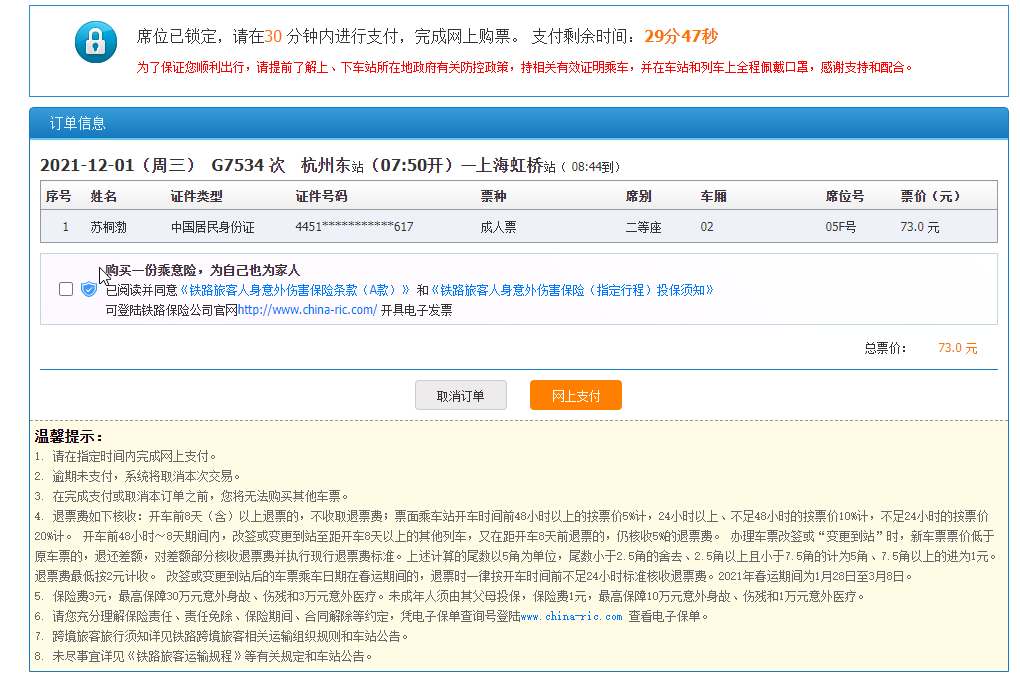 席位已锁定，请在30 分钟内进行支付，完成网上购票。 支付剩余时间：29分47秒
为了保证您顺利出行，请提前了解上、下车站所在地政府有关防控政策，持相关有效证明乘车，并在车站和列车上全程佩戴口罩，感谢支持和配合。
订单信息
2021-12-01（周三） G7534 次 杭州东站（07:50开）—上海虹桥站（ 08:44到）
序号 姓名 证件类型 证件号码 票种 席别 车厢 席位号 票价（元）
1 苏桐渤 中国居民身份证 4451***********617 成人票 二等座 02 05F号 73.0 元
购买一份乘意险，为自己也为家人
已阅读并同意《铁路旅客人身意外伤害保险条款（A款）》 和《铁路旅客人身意外伤害保险（指定行程）投保须知》
可登陆铁路保险公司官网http://www.china-ric.com/ 开具电子发票
总票价： 73.0 元
取消订单 网上支付
温馨提示：
1. 请在指定时间内完成网上支付。
2. 逾期未支付，系统将取消本次交易。
3. 在完成支付或取消本订单之前，您将无法购买其他车票。
4. 退票费如下核收：开车前8天（含）以上退票的，不收取退票费；票面乘车站开车时间前48小时以上的按票价5%计，24小时以上、不足48小时的按票价10%计，不足24小时的按票价
20%计。 开车前48小时～8天期间内，改签或变更到站至距开车8天以上的其他列车，又在距开车8天前退票的，仍核收5%的退票费。 办理车票改签或“变更到站”时，新车票票价低于
原车票的，退还差额，对差额部分核收退票费并执行现行退票费标准。上述计算的尾数以5角为单位，尾数小于2.5角的舍去、2.5角以上且小于7.5角的计为5角、7.5角以上的进为1元。
退票费最低按2元计收。 改签或变更到站后的车票乘车日期在春运期间的，退票时一律按开车时间前不足24小时标准核收退票费。2021年春运期间为1月28日至3月8日。
5. 保险费3元，最高保障30万元意外身故、伤残和3万元意外医疗。未成年人须由其父母投保，保险费1元，最高保障10万元意外身故、伤残和1万元意外医疗。
6. 请您充分理解保险责任、责任免除、保险期间、合同解除等约定，凭电子保单查询号登陆www.china-ric.com 查看电子保单。
7. 跨境旅客旅行须知详见铁路跨境旅客相关运输组织规则和车站公告。
8. 未尽事宜详见《铁路旅客运输规程》等有关规定和车站公告。